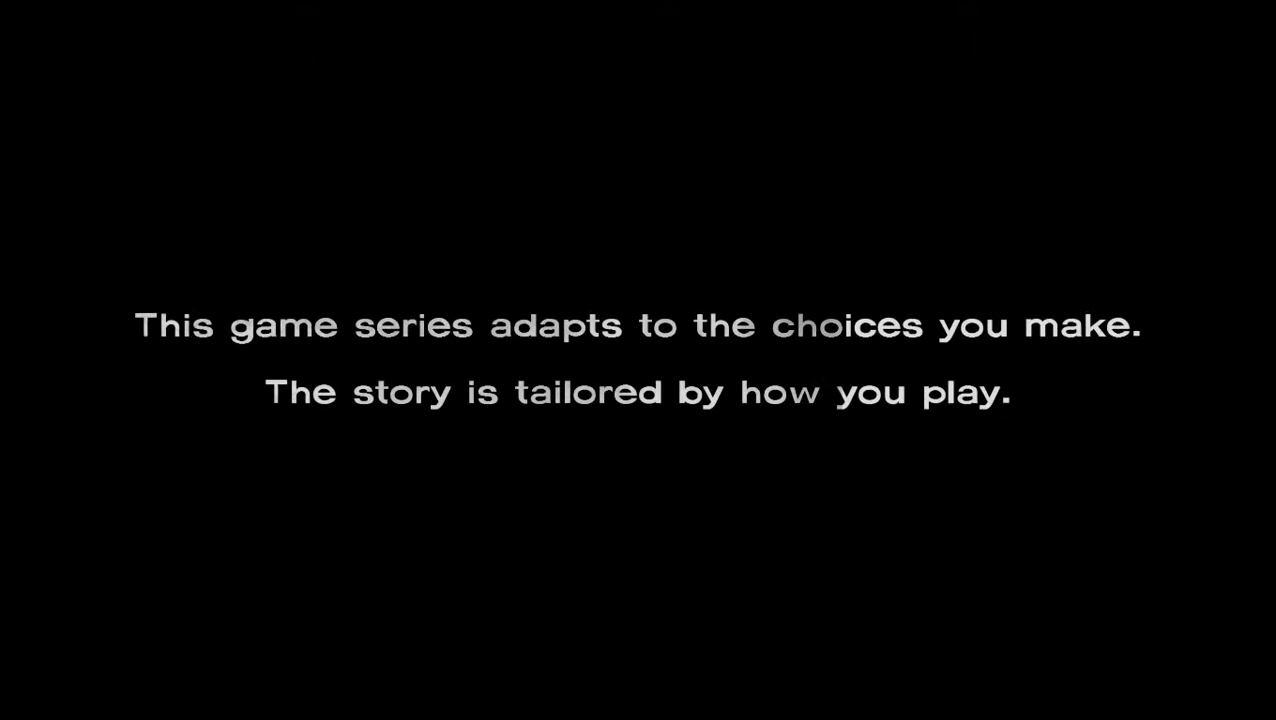 This game series adapts to the choices you make.
The story is tailored by how you play.